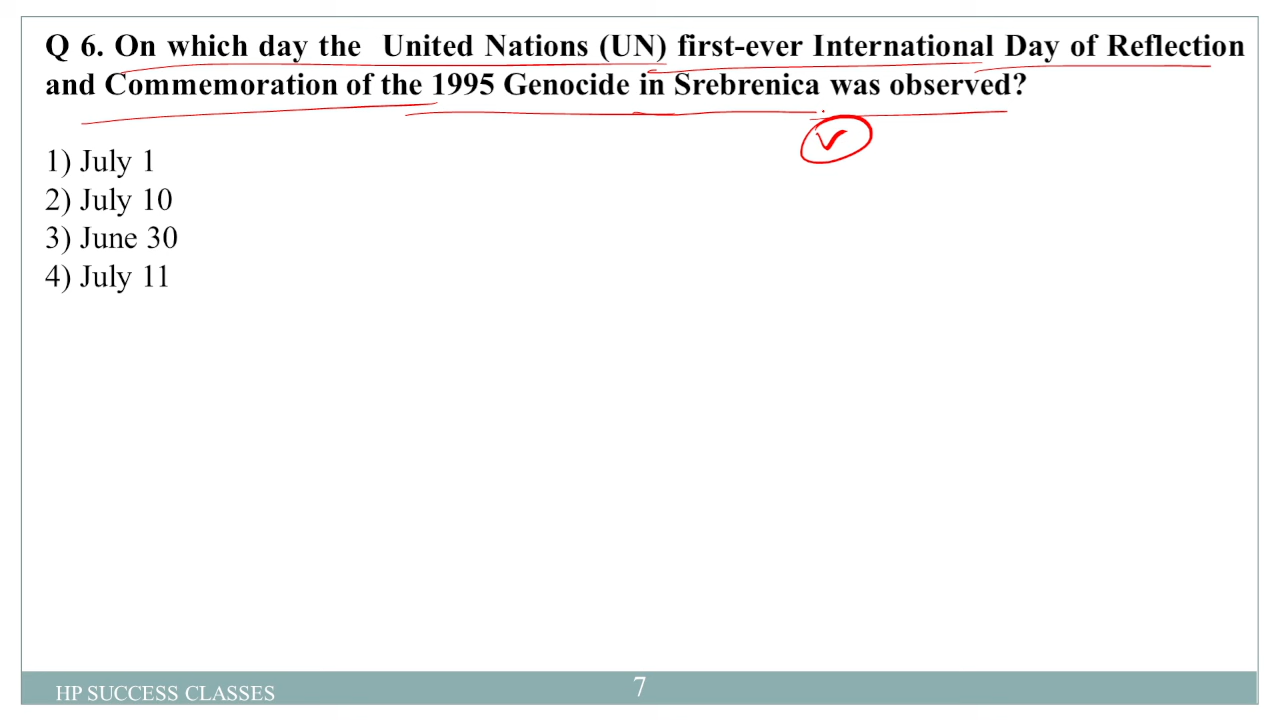 Q 6. On which day the United Nations (UN) first-ever International Day of Reflection
and Commemoration of the 1995 Genocide in Srebrenica was observed?
1) July 1
2) July 10
3) June 30
4) July 11
HP SUCCESS CLASSES
7